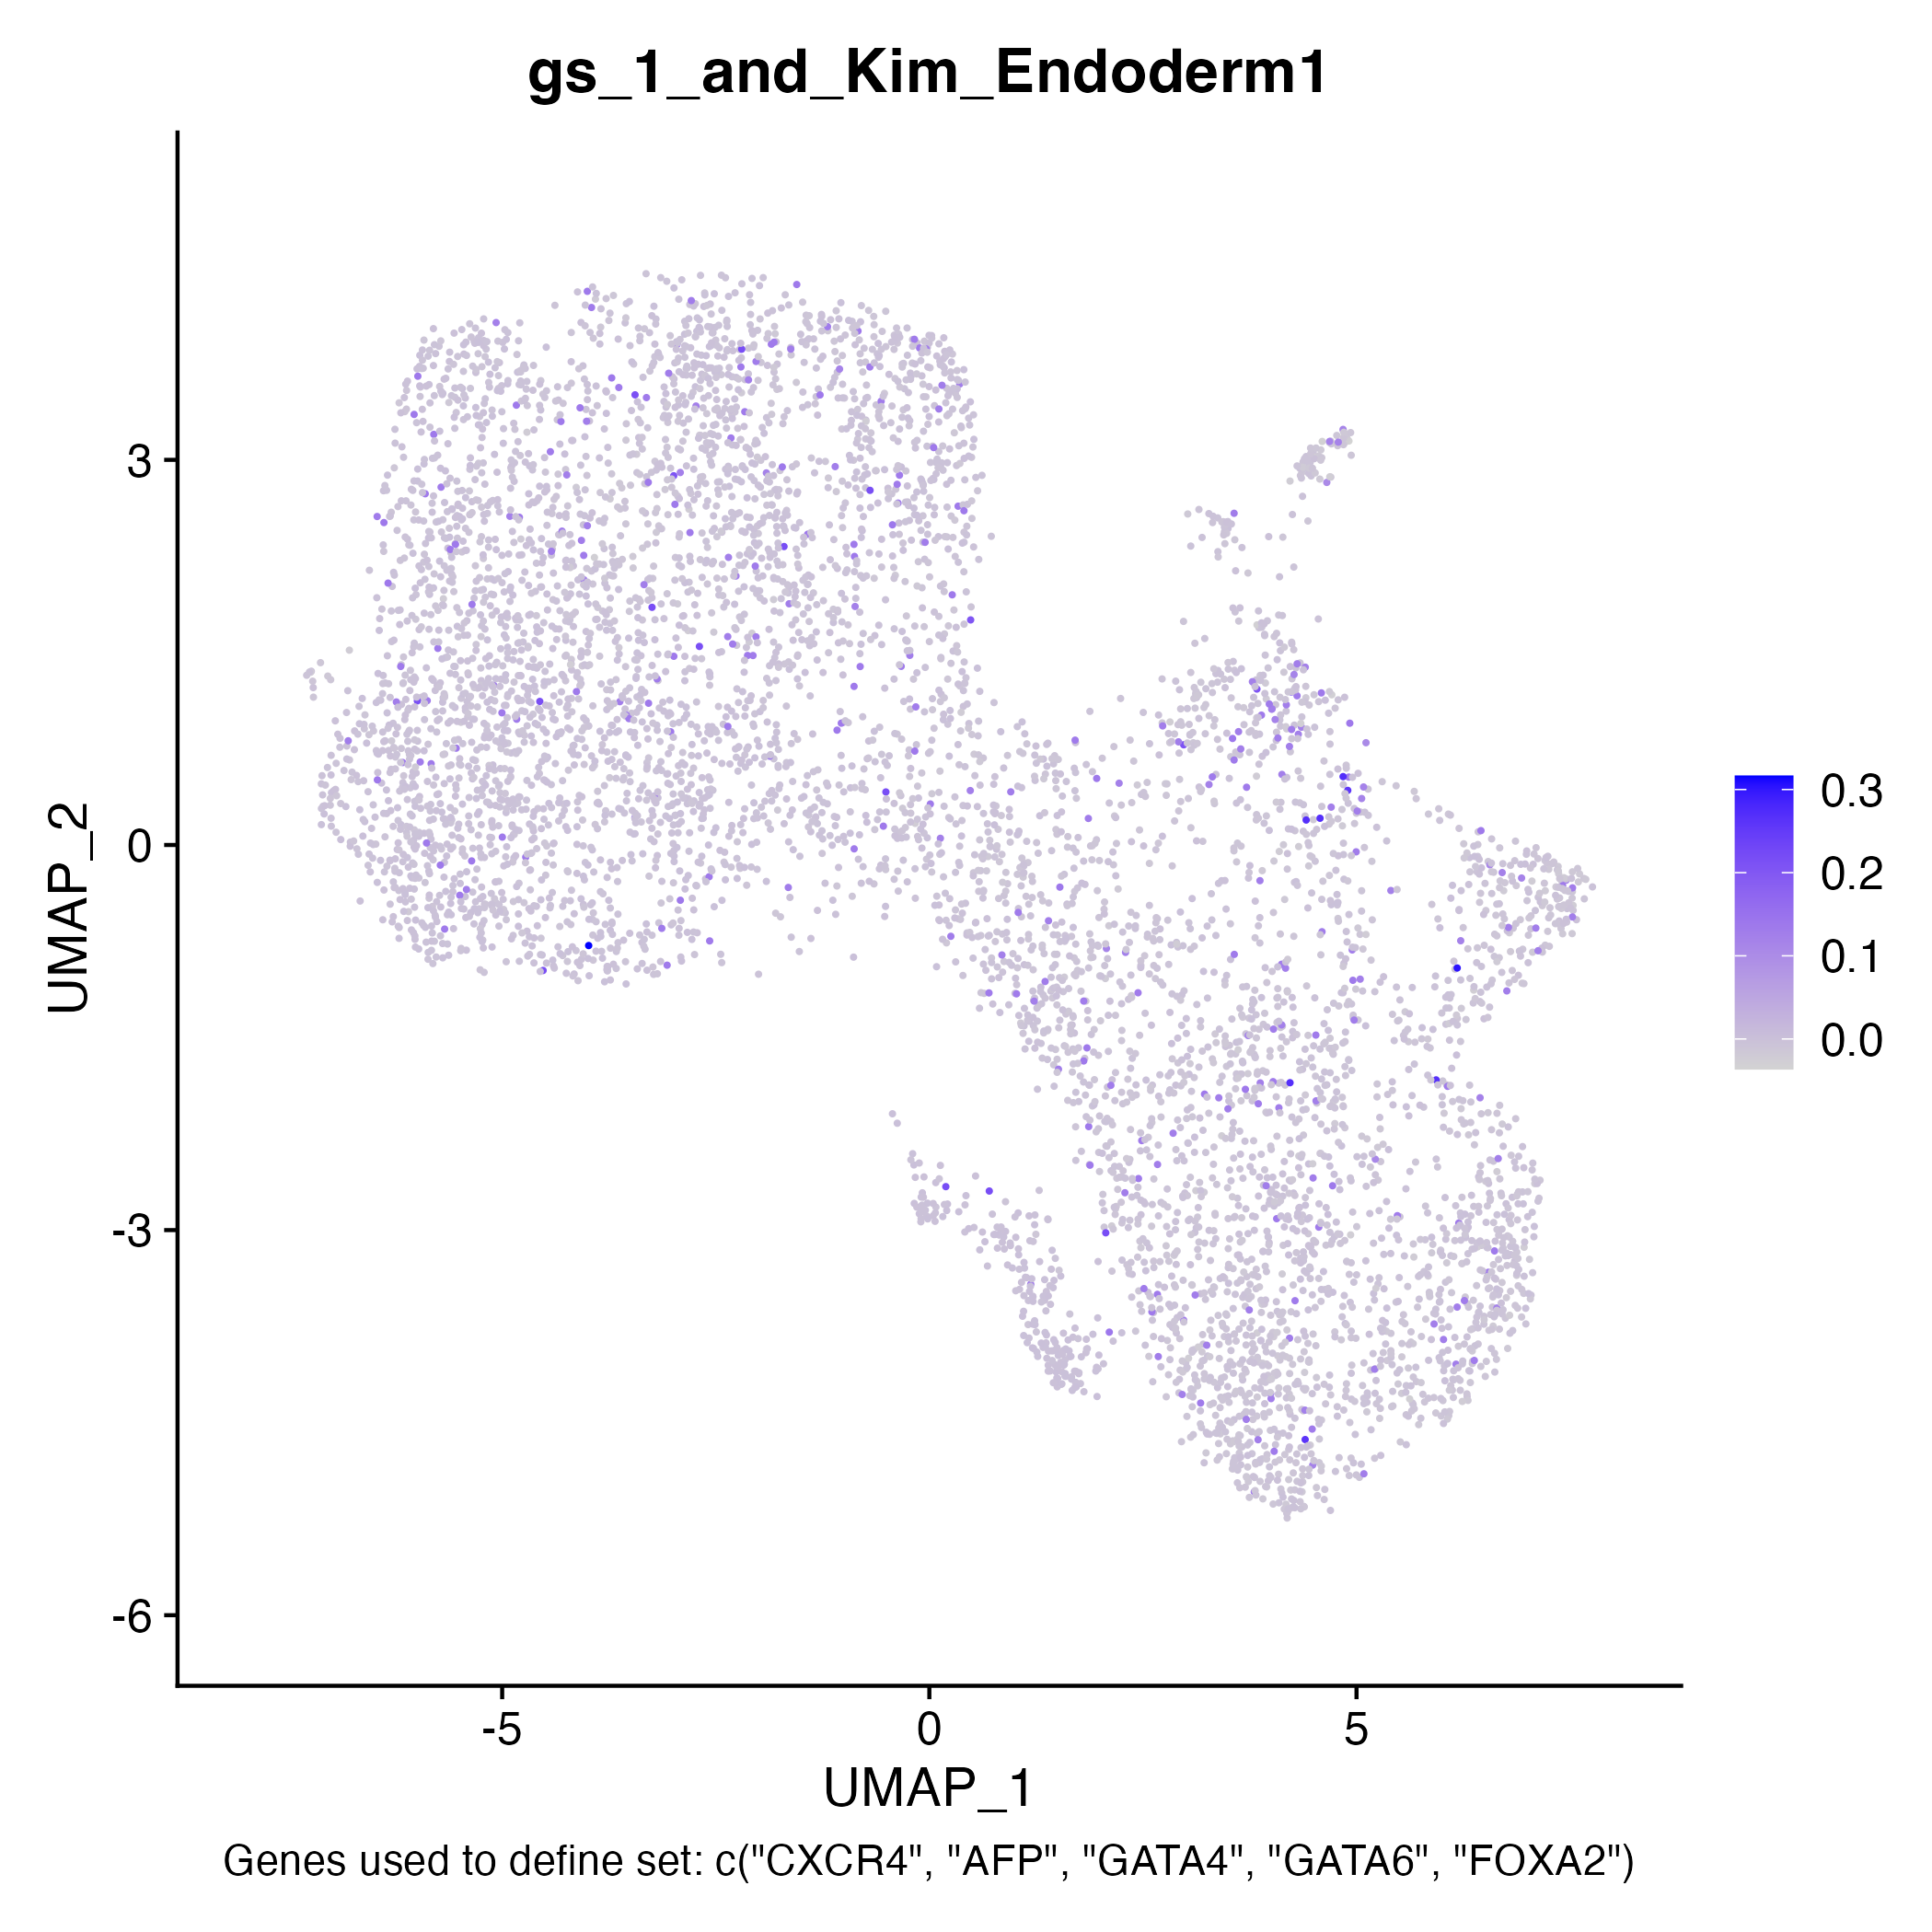 gs_1_and_Kim_Endoderm1
UMAP_2
3
0
-3
-6
-5
0
5
UMAP_1
0.3
0.2
0.1
0.0
Genes used to define set: c("CXCR4", "AFP", "GATA4", "GATA6", "FOXA2")